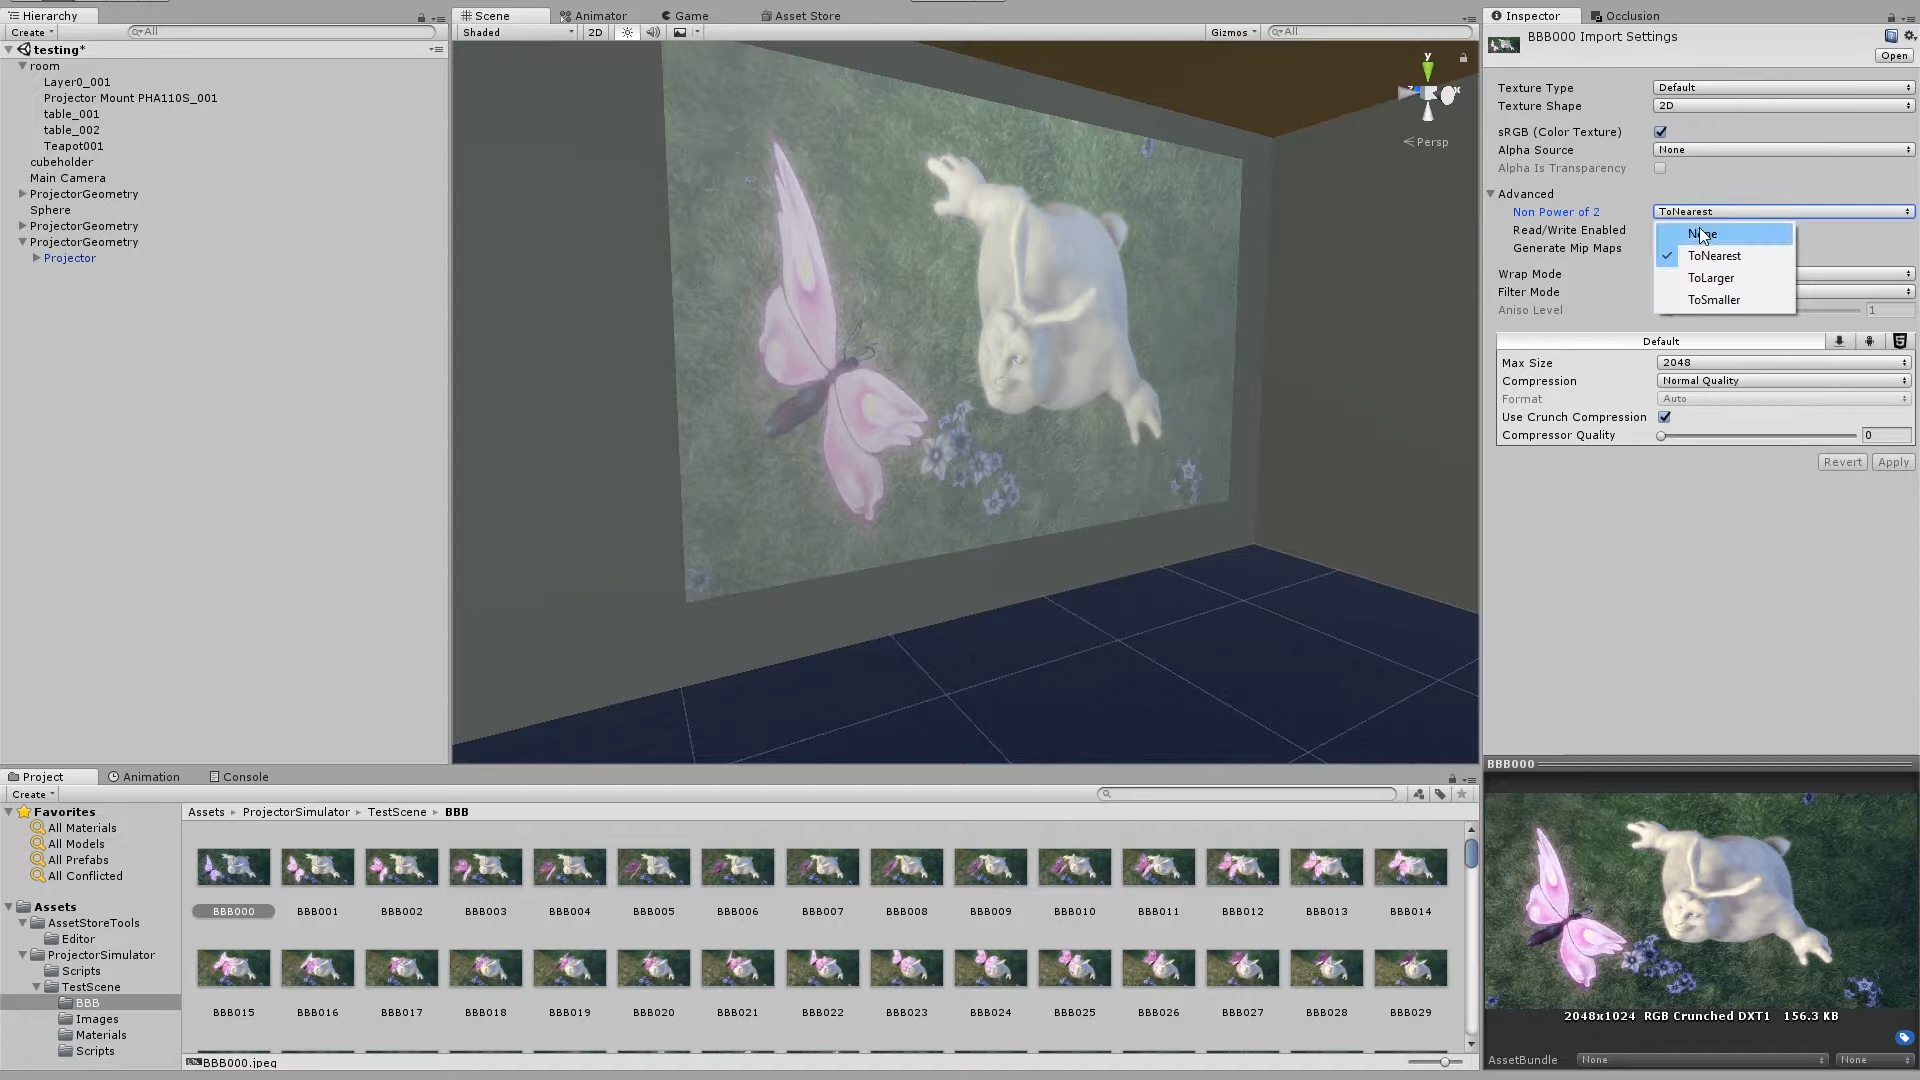 Hierarchy
Create
All
testing*
room
Layer0_001
Projector Mount PHA110S_001
table_001
table_002
Teapot001
cubeholder
Main Camera
ProjectorGeometry
Sphere
ProjectorGeometry
ProjectorGeometry
Projector
Scene Animator Game Asset Store
Shaded 2D Gizmos All
y
x
z
Persp
Inspector Occlusion
BBB000 Import Settings
Open
Texture Type Default
Texture Shape 2D
sRGB (Color Texture)
Alpha Source None
Alpha Is Transparency
Advanced
Non Power of 2 ToNearest
Read/Write Enabled
Generate Mip Maps
None
ToNearest
ToLarger
ToSmaller
Wrap Mode
Filter Mode
Aniso Level 1
Default
Max Size 2048
Compression Normal Quality
Format Auto
Use Crunch Compression
Compressor Quality 0
Revert Apply
Project Animation Console
Create
Favorites
All Materials
All Models
All Prefabs
All Conflicted
Assets
AssetStoreTools
Editor
ProjectorSimulator
Scripts
TestScene
BBB
Images
Materials
Scripts
Assets ProjectorSimulator TestScene BBB
BBB000 BBB001 BBB002 BBB003 BBB004 BBB005 BBB006 BBB007 BBB008 BBB009 BBB010 BBB011 BBB012 BBB013 BBB014
BBB015 BBB016 BBB017 BBB018 BBB019 BBB020 BBB021 BBB022 BBB023 BBB024 BBB025 BBB026 BBB027 BBB028 BBB029
BBB000.jpeg
BBB000
2048x1024 RGB Crunched DXT1 156.3 KB
AssetBundle None None